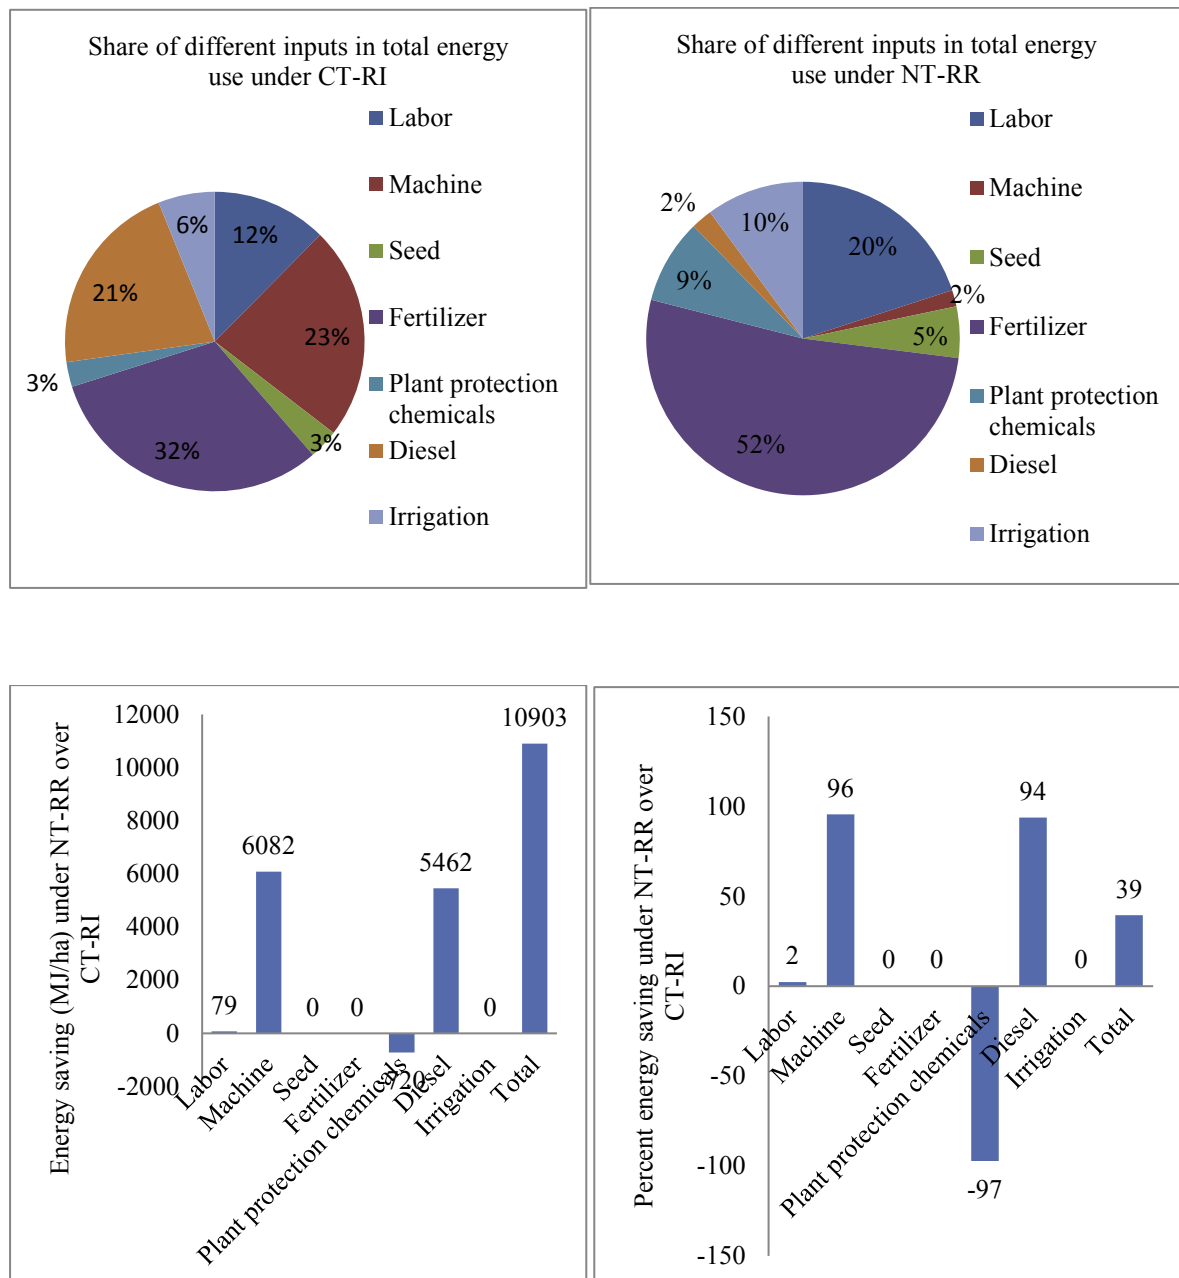 Share of different inputs in total energy
use under CT-RI
Labor
Machine
Seed
Fertilizer
Plant protection
chemicals
Diesel
Irrigation
12%
23%
3%
32%
3%
21%
6%
Share of different inputs in total energy
use under NT-RR
Labor
Machine
Seed
Fertilizer
Plant protection
chemicals
Diesel
Irrigation
20%
2%
5%
52%
9%
2%
10%
Energy saving (MJ/ha) under NT-RR over
CT-RI
12000
10000
8000
6000
4000
2000
0
-2000
79
6082
0
0
-720
5462
0
10903
Labor
Machine
Seed
Fertilizer
Plant protection chemicals
Diesel
Irrigation
Total
Percent energy saving under NT-RR over
CT-RI
150
100
50
0
-50
-100
-150
2
96
0
0
-97
94
0
39
Labor
Machine
Seed
Fertilizer
Plant protection chemicals
Diesel
Irrigation
Total